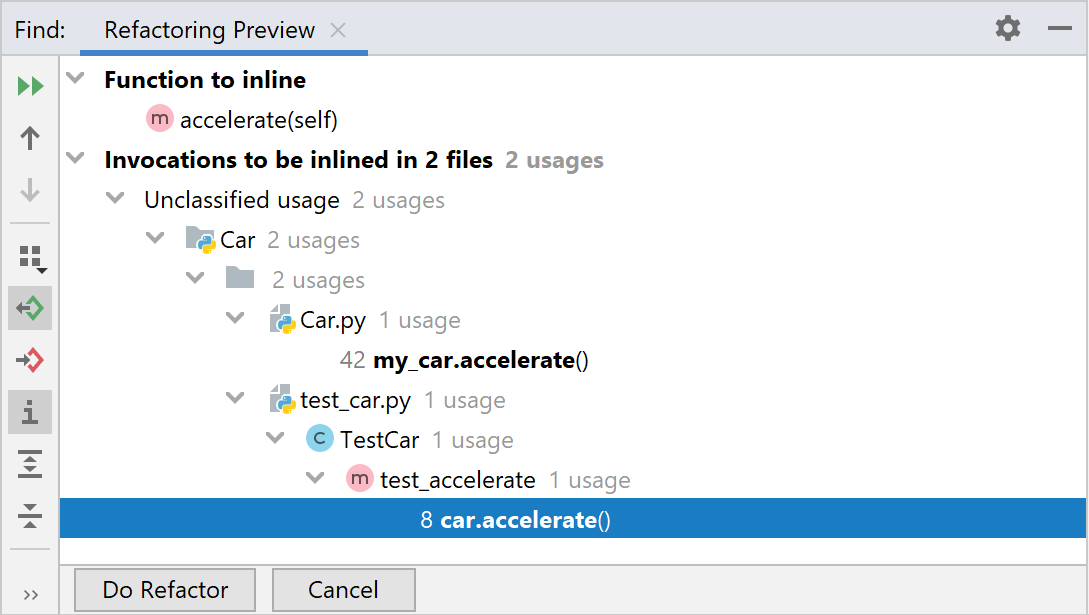 Find: Refactoring Preview
Function to inline
m accelerate(self)
Invocations to be inlined in 2 files 2 usages
Unclassified usage 2 usages
Car 2 usages
2 usages
Car.py 1 usage
42 my_car.accelerate()
test_car.py 1 usage
C TestCar 1 usage
m test_accelerate 1 usage
8 car.accelerate()
Do Refactor Cancel